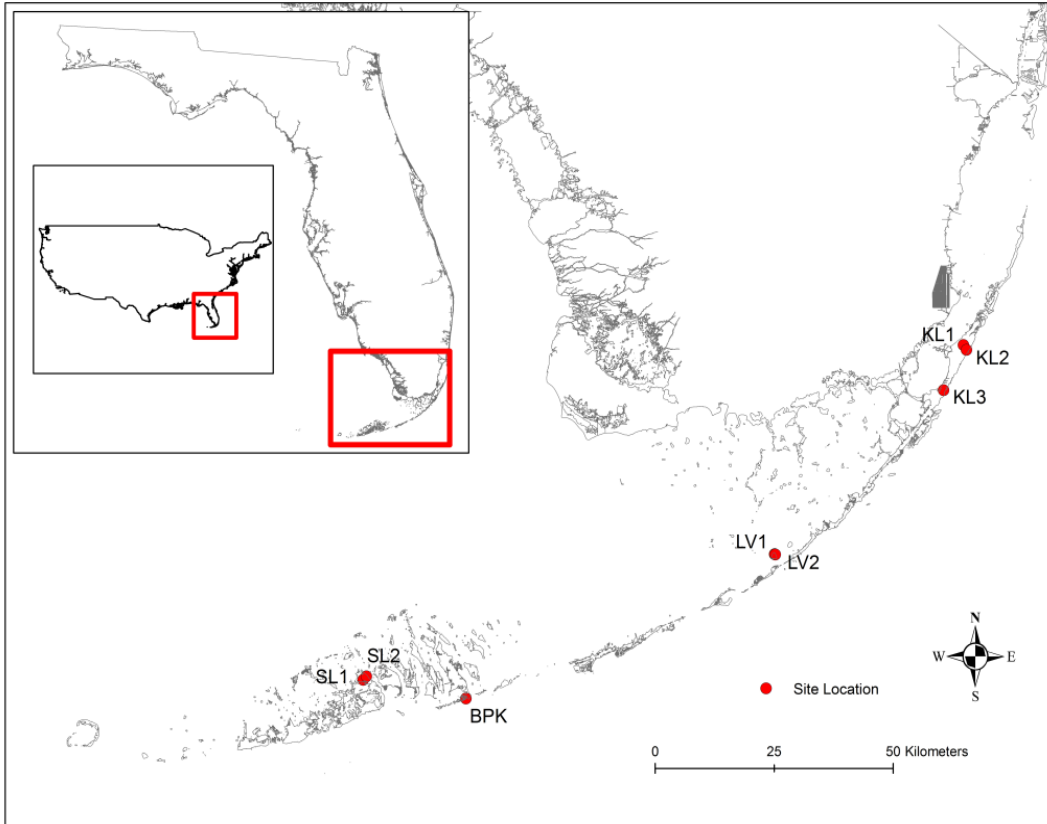 KL1
KL2
KL3
LV1
LV2
SL2
SL1
BPK
N
W E
S
Site Location
0 25 50 Kilometers